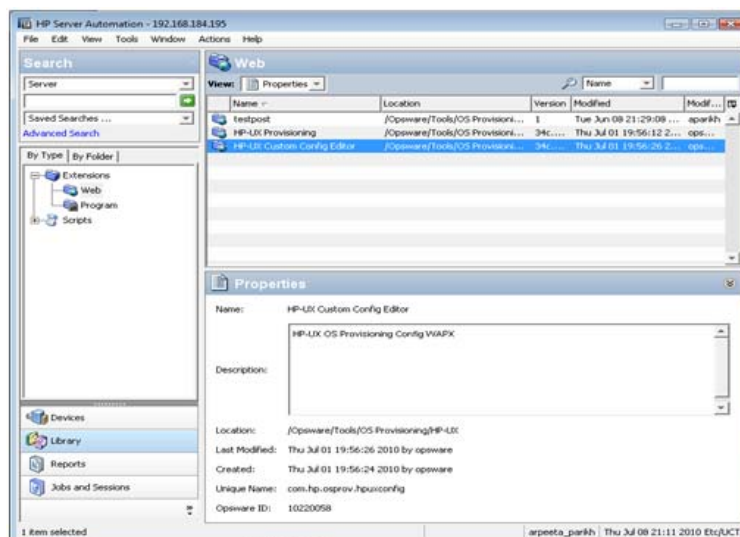 HP Server Automation - 192.168.184.195
File Edit View Tools Window Actions Help
Search
Server
Saved Searches ...
Advanced Search
By Type By Folder
Extensions
Web
Program
Scripts
Devices
Library
Reports
Jobs and Sessions
1 item selected
Web
View: Properties
Name
Name Location Version Modified Modif...
testpost /Opsware/Tools/OS Provisioni... 1 Tue Jun 08 21:29:08 ... aparikh
HP-UX Provisioning /Opsware/Tools/OS Provisioni... 34c.... Thu Jul 01 19:56:12 2... ops...
HP-UX Custom Config Editor /Opsware/Tools/OS Provisioni... 34c.... Thu Jul 01 19:56:26 2... ops...
Properties
Name: HP-UX Custom Config Editor
Description: HP-UX OS Provisioning Config WAPX
Location: /Opsware/Tools/OS Provisioning/HP-UX
Last Modified: Thu Jul 01 19:56:26 2010 by opsware
Created: Thu Jul 01 19:56:24 2010 by opsware
Unique Name: com.hp.osprov.hpuxconfig
Opsware ID: 10220058
arpeeta_parikh Thu Jul 08 21:11 2010 Etc/UCT